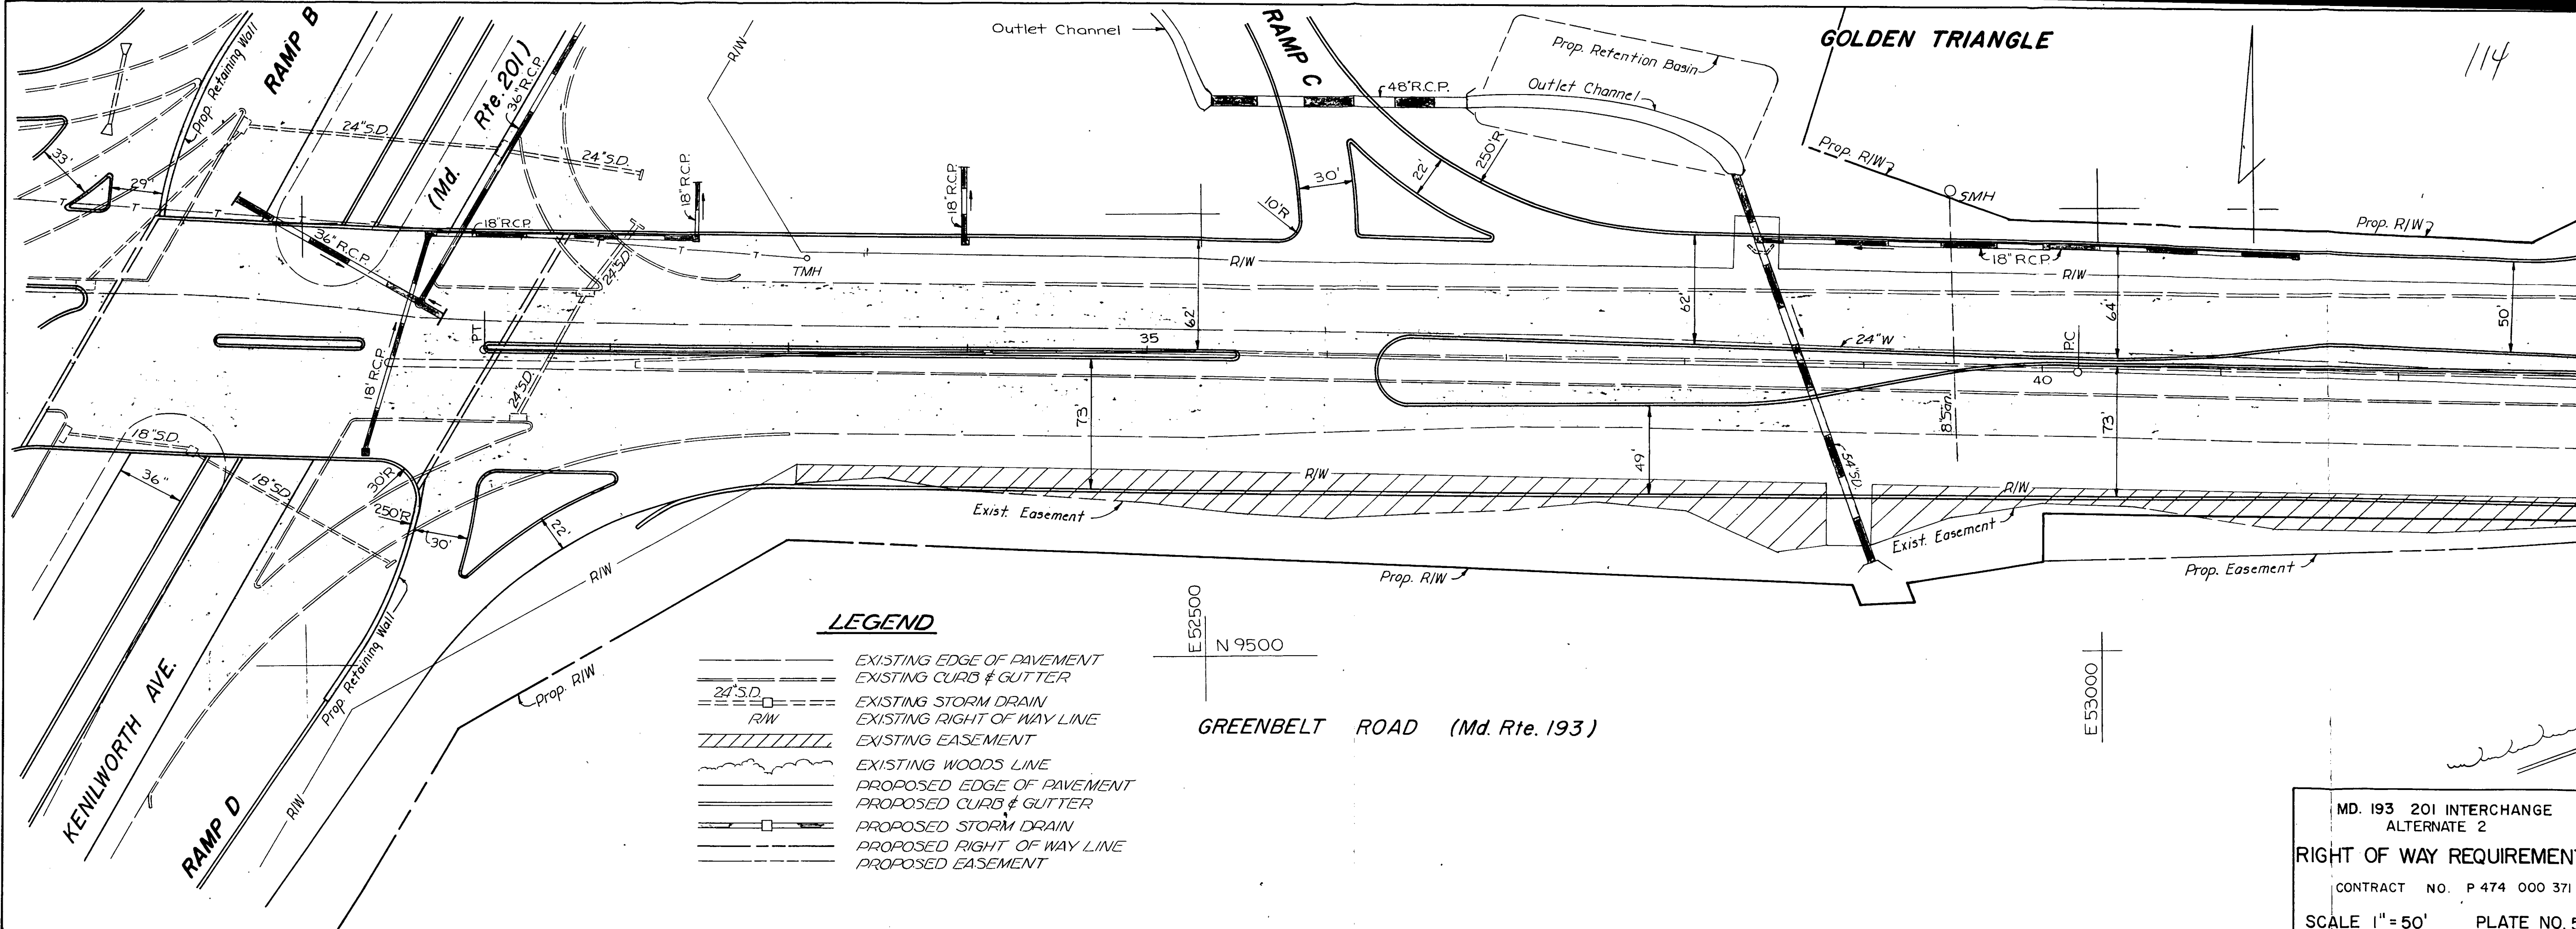 RAMP B
Prop. Retaining Wall
(Md. Rte. 201)
36" R.C.P.
R/W
Outlet Channel
RAMP C
48" R.C.P.
Prop. Retention Basin
Outlet Channel
GOLDEN TRIANGLE
114
24" S.D.
24" S.D.
33'
29'
T
T
T
T
T
T
T
36" R.C.P.
18" R.C.P.
18" R.C.P.
18" R.C.P.
24" S.D.
TMH
10'R
30'
22'
250'R
Prop. R/W
SMH
Prop. R/W
R/W
18" R.C.P.
R/W
62'
62'
64'
50'
PT
35
24"W
P.C.
40
18" R.C.P.
24" S.D.
73'
49'
8" San.
73'
54" S.D.
18" S.D.
36"
18" S.D.
30'R
250'R
30'
22'
R/W
Exist. Easement
R/W
Exist. Easement
R/W
Prop. R/W
Prop. Easement
Prop. Retaining Wall
Prop. R/W
KENILWORTH AVE.
RAMP D
R/W
LEGEND
EXISTING EDGE OF PAVEMENT
EXISTING CURB & GUTTER
24" S.D. EXISTING STORM DRAIN
R/W EXISTING RIGHT OF WAY LINE
EXISTING EASEMENT
EXISTING WOODS LINE
PROPOSED EDGE OF PAVEMENT
PROPOSED CURB & GUTTER
PROPOSED STORM DRAIN
PROPOSED RIGHT OF WAY LINE
PROPOSED EASEMENT
E 52500
N 9500
E 53000
GREENBELT ROAD (Md. Rte. 193)
MD. 193 201 INTERCHANGE
ALTERNATE 2
RIGHT OF WAY REQUIREMENT
CONTRACT NO. P 474 000 371
SCALE 1" = 50' PLATE NO. 5